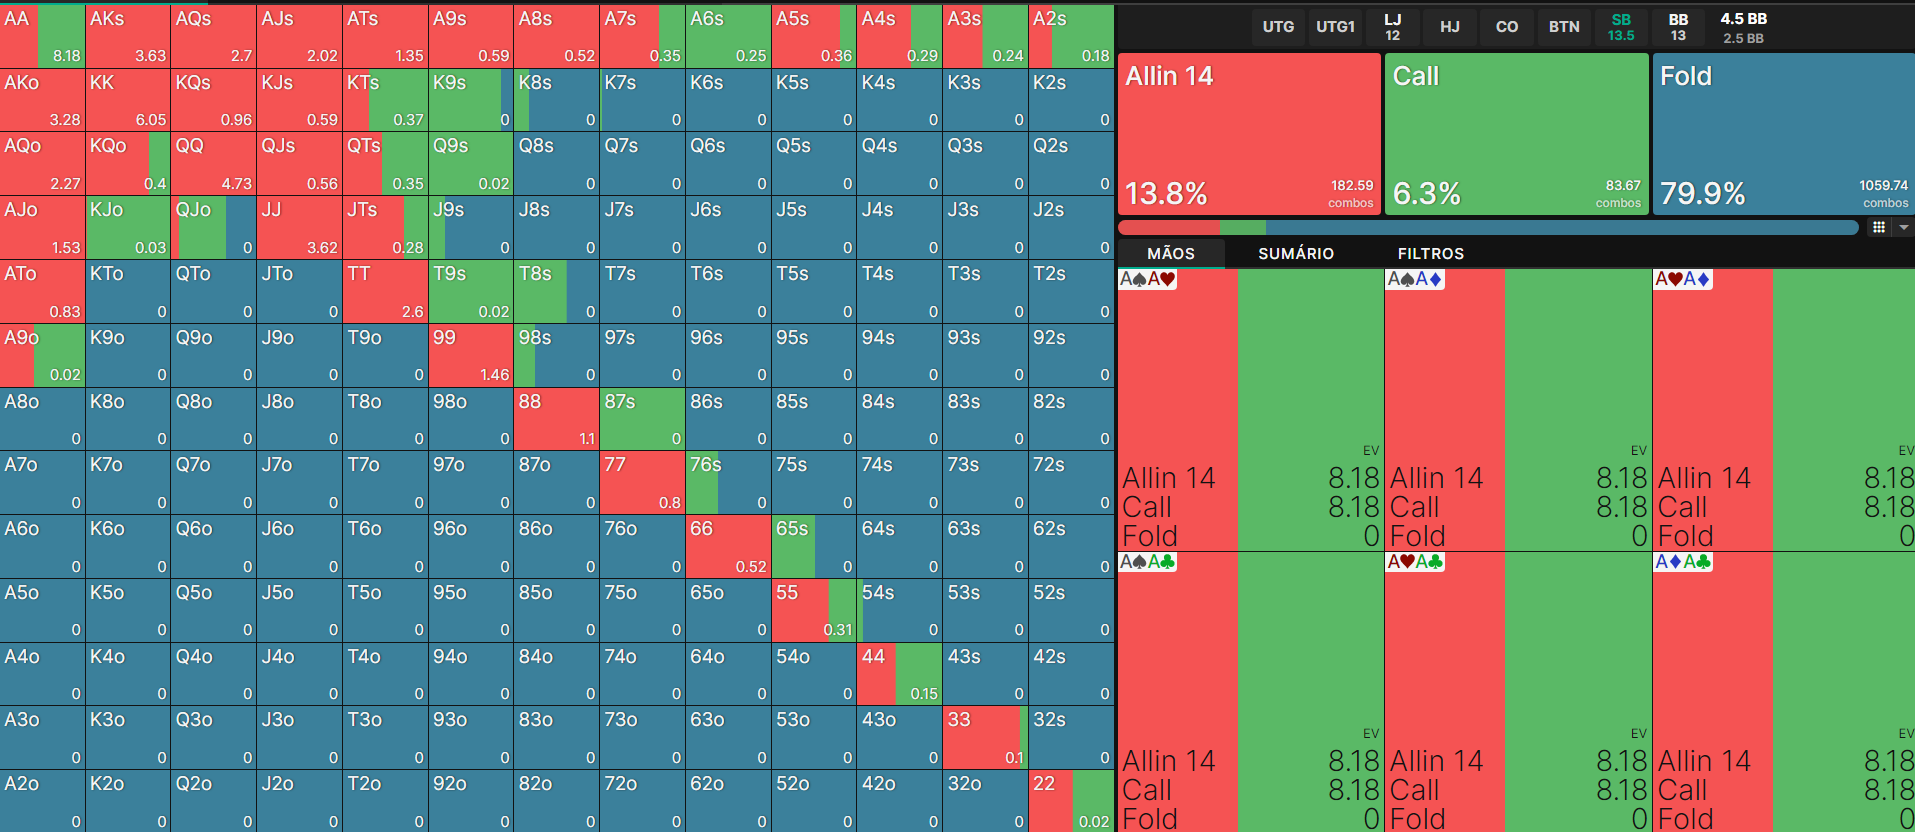 UTG UTG1 LJ HJ CO BTN SB BB 4.5 BB
12 13.5 13 2.5 BB
AA AKs AQs AJs ATs A9s A8s A7s A6s A5s A4s A3s A2s
8.18 3.63 2.7 2.02 1.35 0.59 0.52 0.35 0.25 0.36 0.29 0.24 0.18
AKo KK KQs KJs KTs K9s K8s K7s K6s K5s K4s K3s K2s
3.28 6.05 0.96 0.59 0.37 0 0 0 0 0 0 0 0
AQo KQo QQ QJs QTs Q9s Q8s Q7s Q6s Q5s Q4s Q3s Q2s
2.27 0.4 4.73 0.56 0.35 0.02 0 0 0 0 0 0 0
AJo KJo QJo JJ JTs J9s J8s J7s J6s J5s J4s J3s J2s
1.53 0.03 0 3.62 0.28 0 0 0 0 0 0 0 0
ATo KTo QTo JTo TT T9s T8s T7s T6s T5s T4s T3s T2s
0.83 0 0 0 2.6 0.02 0 0 0 0 0 0 0
A9o K9o Q9o J9o T9o 99 98s 97s 96s 95s 94s 93s 92s
0.02 0 0 0 0 1.46 0 0 0 0 0 0 0
A8o K8o Q8o J8o T8o 98o 88 87s 86s 85s 84s 83s 82s
0 0 0 0 0 0 1.1 0 0 0 0 0 0
A7o K7o Q7o J7o T7o 97o 87o 77 76s 75s 74s 73s 72s
0 0 0 0 0 0 0 0.8 0 0 0 0 0
A6o K6o Q6o J6o T6o 96o 86o 76o 66 65s 64s 63s 62s
0 0 0 0 0 0 0 0 0.52 0 0 0 0
A5o K5o Q5o J5o T5o 95o 85o 75o 65o 55 54s 53s 52s
0 0 0 0 0 0 0 0 0 0.31 0 0 0
A4o K4o Q4o J4o T4o 94o 84o 74o 64o 54o 44 43s 42s
0 0 0 0 0 0 0 0 0 0 0.15 0 0
A3o K3o Q3o J3o T3o 93o 83o 73o 63o 53o 43o 33 32s
0 0 0 0 0 0 0 0 0 0 0 0.1 0
A2o K2o Q2o J2o T2o 92o 82o 72o 62o 52o 42o 32o 22
0 0 0 0 0 0 0 0 0 0 0 0 0.02
Allin 14 Call Fold
13.8% 182.59 combos 6.3% 83.67 combos 79.9% 1059.74 combos
MÃOS SUMÁRIO FILTROS
A♠A♥ A♠A♦ A♥A♦
EV EV EV
Allin 14 8.18 Allin 14 8.18 Allin 14 8.18
Call 8.18 Call 8.18 Call 8.18
Fold 0 Fold 0 Fold 0
A♠A♣ A♥A♣ A♦A♣
EV EV EV
Allin 14 8.18 Allin 14 8.18 Allin 14 8.18
Call 8.18 Call 8.18 Call 8.18
Fold 0 Fold 0 Fold 0